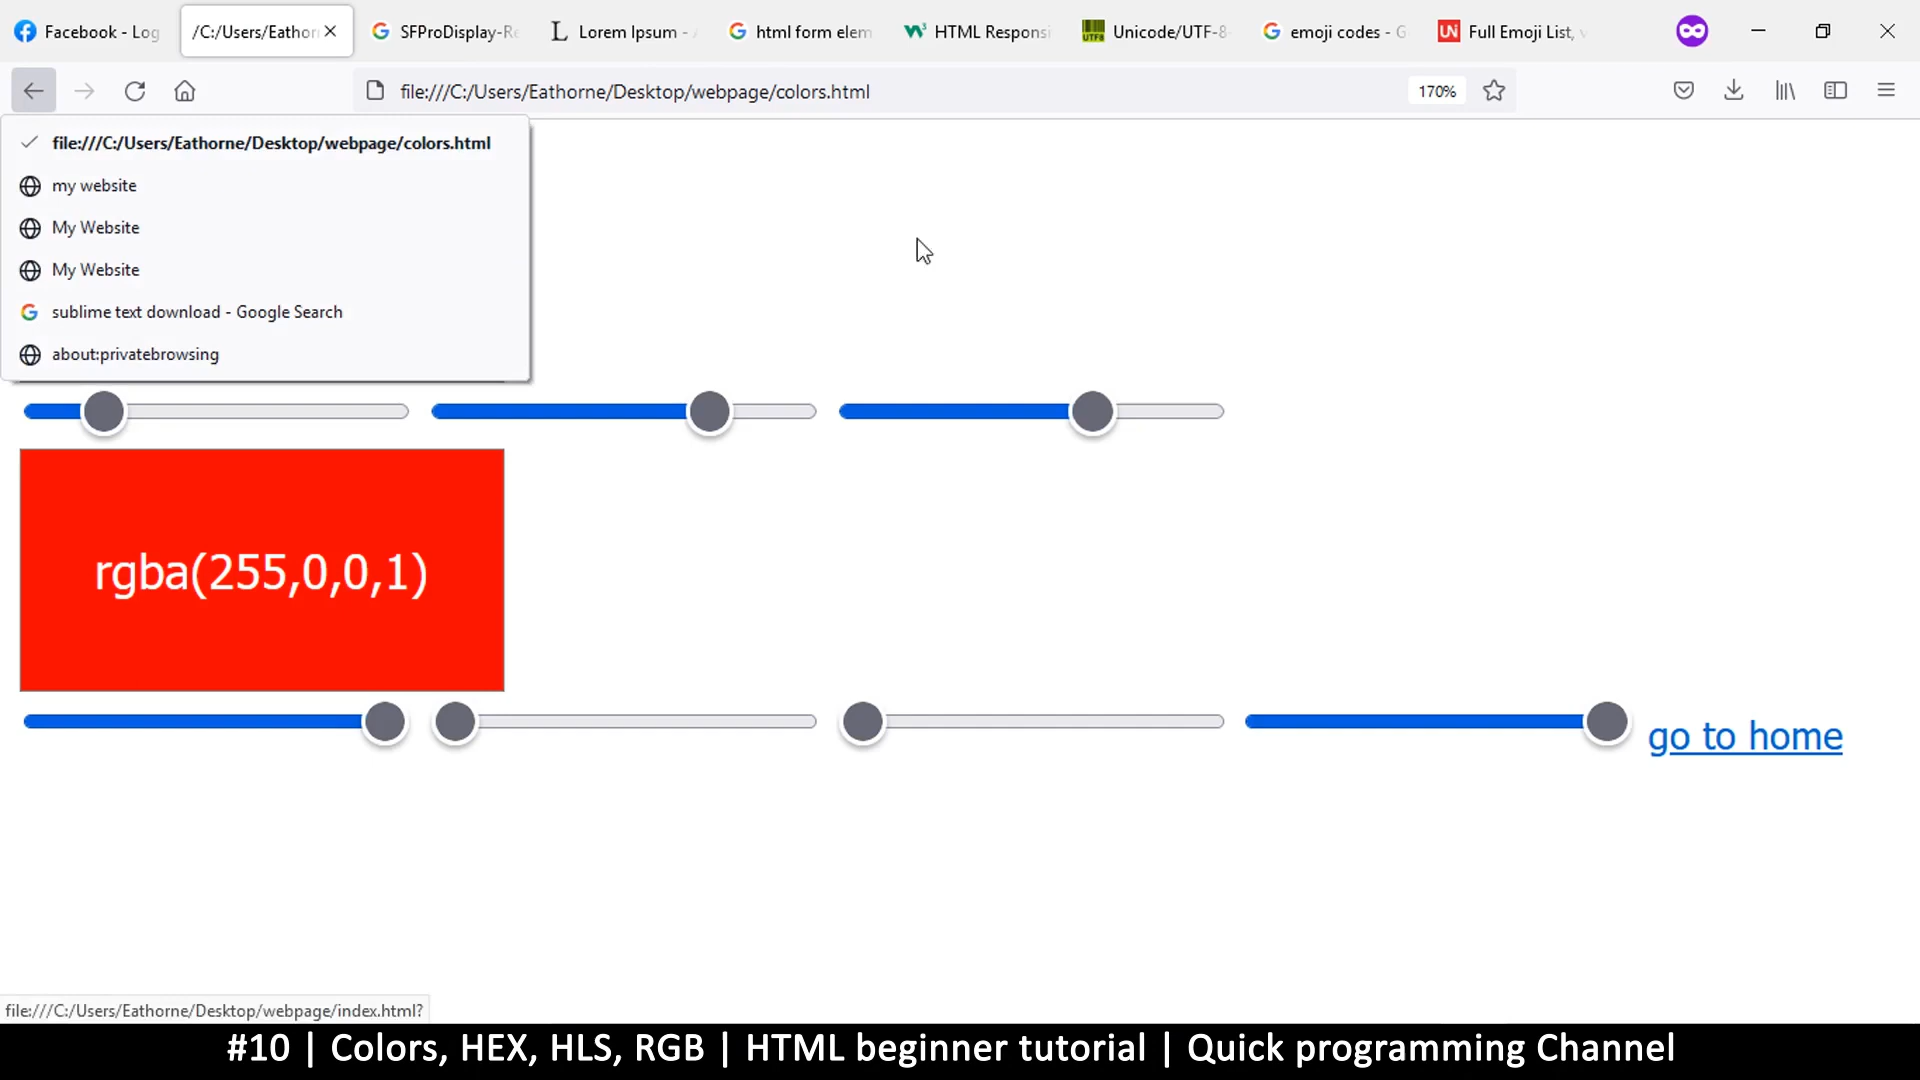 Facebook - Log
/C:/Users/Eathor
SFProDisplay-Re
Lorem Ipsum - A
html form elem
HTML Responsi
Unicode/UTF-8-
emoji codes - G
Full Emoji List, v
file:///C:/Users/Eathorne/Desktop/webpage/colors.html
170%
file:///C:/Users/Eathorne/Desktop/webpage/colors.html
my website
My Website
My Website
sublime text download - Google Search
about:privatebrowsing
rgba(255,0,0,1)
go to home
file:///C:/Users/Eathorne/Desktop/webpage/index.html?
#10 | Colors, HEX, HLS, RGB | HTML beginner tutorial | Quick programming Channel